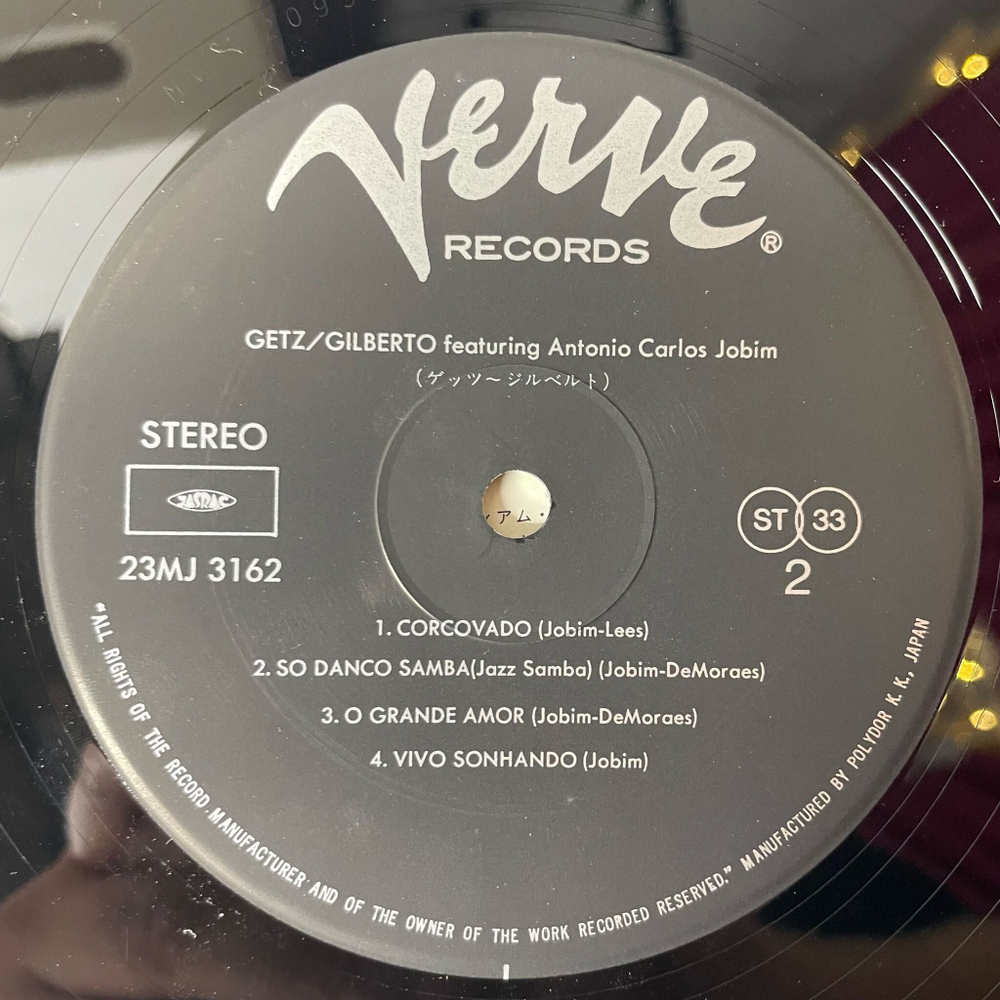 Verve
RECORDS ®
GETZ/GILBERTO featuring Antonio Carlos Jobim
(ゲッツ~ジルベルト)
STEREO
JASRAC
23MJ 3162
アム・
ST 33
2
1. CORCOVADO (Jobim-Lees)
2. SO DANCO SAMBA(Jazz Samba) (Jobim-DeMoraes)
3. O GRANDE AMOR (Jobim-DeMoraes)
4. VIVO SONHANDO (Jobim)
"ALL RIGHTS OF THE RECORD MANUFACTURER AND OF THE OWNER OF THE WORK RECORDED RESERVED." MANUFACTURED BY POLYDOR K. K., JAPAN